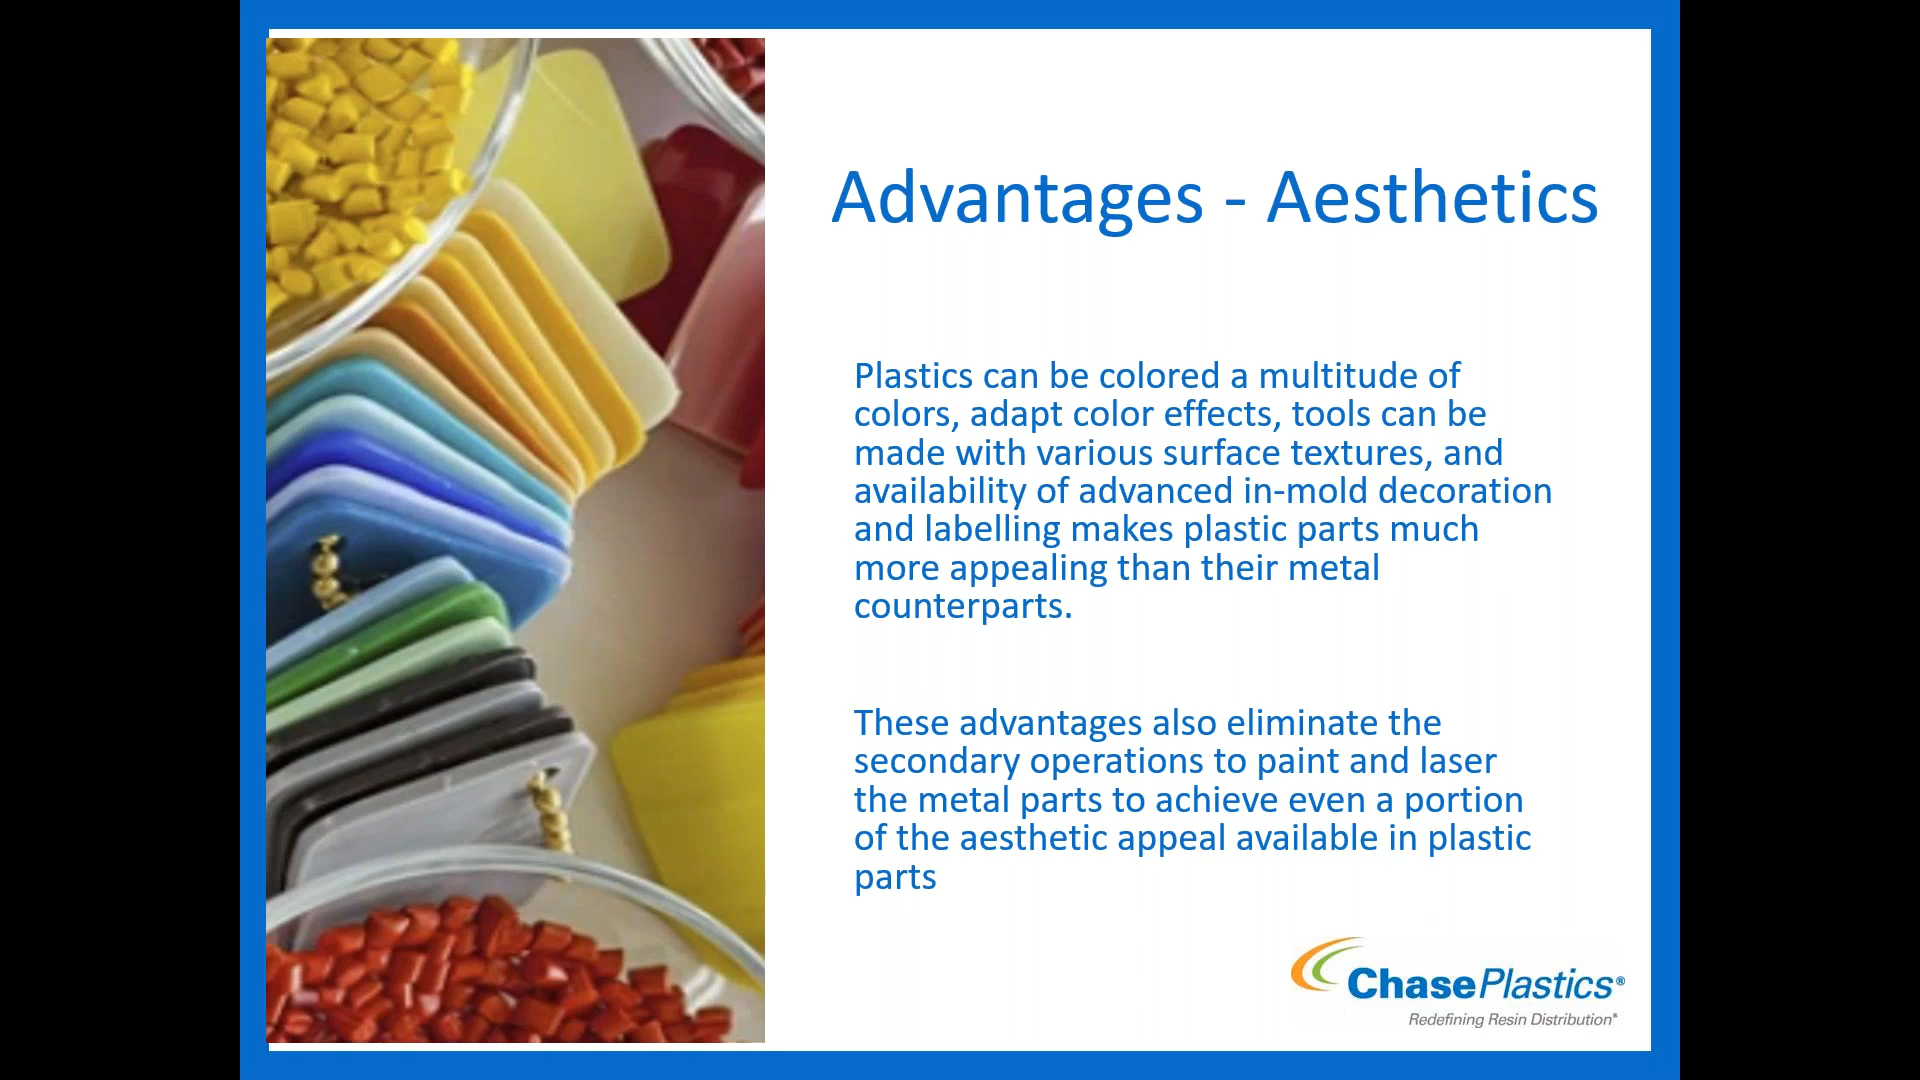 Advantages - Aesthetics
Plastics can be colored a multitude of
colors, adapt color effects, tools can be
made with various surface textures, and
availability of advanced in-mold decoration
and labelling makes plastic parts much
more appealing than their metal
counterparts.
These advantages also eliminate the
secondary operations to paint and laser
the metal parts to achieve even a portion
of the aesthetic appeal available in plastic
parts
ChasePlastics®
Redefining Resin Distribution®